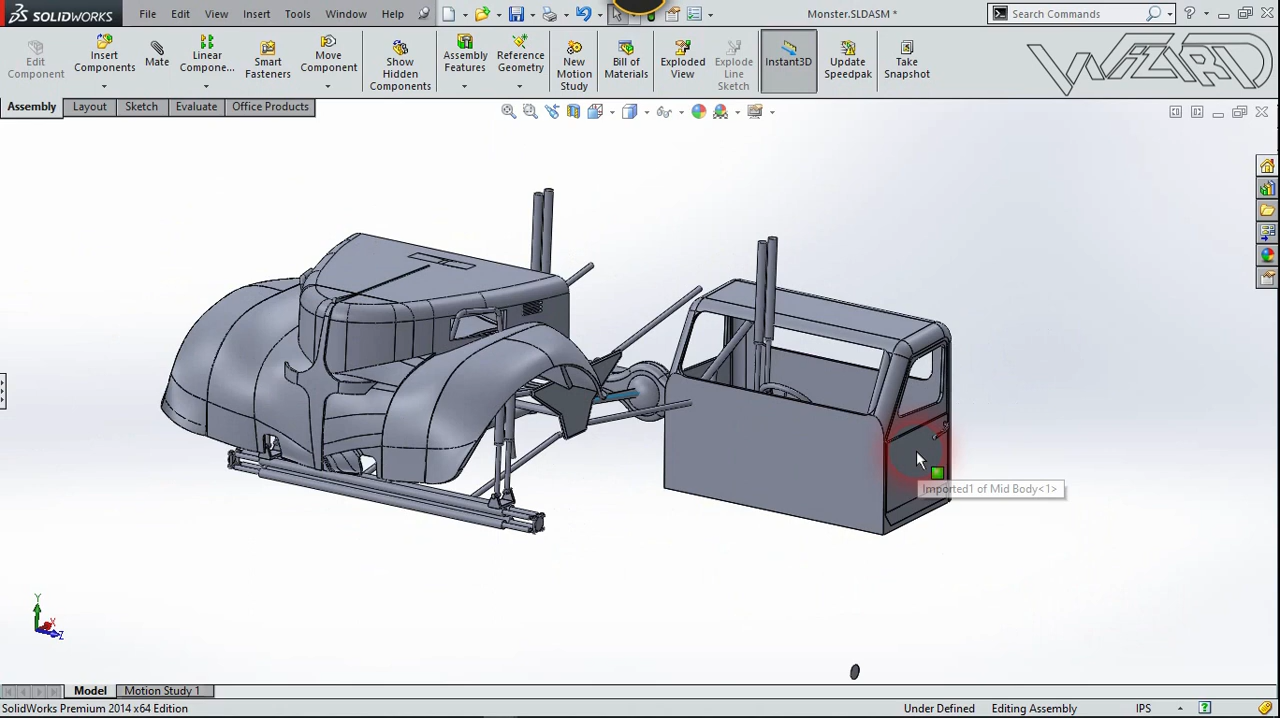 SOLIDWORKS
File Edit View Insert Tools Window Help
Monster.SLDASM *
Search Commands
Edit Component
Insert Components
Mate
Linear Compone...
Smart Fasteners
Move Component
Show Hidden Components
Assembly Features
Reference Geometry
New Motion Study
Bill of Materials
Exploded View
Explode Line Sketch
Instant3D
Update Speedpak
Take Snapshot
WIZARD
Assembly Layout Sketch Evaluate Office Products
Imported1 of Mid Body<1>
Y
X
Z
Model Motion Study 1
SolidWorks Premium 2014 x64 Edition Under Defined Editing Assembly IPS